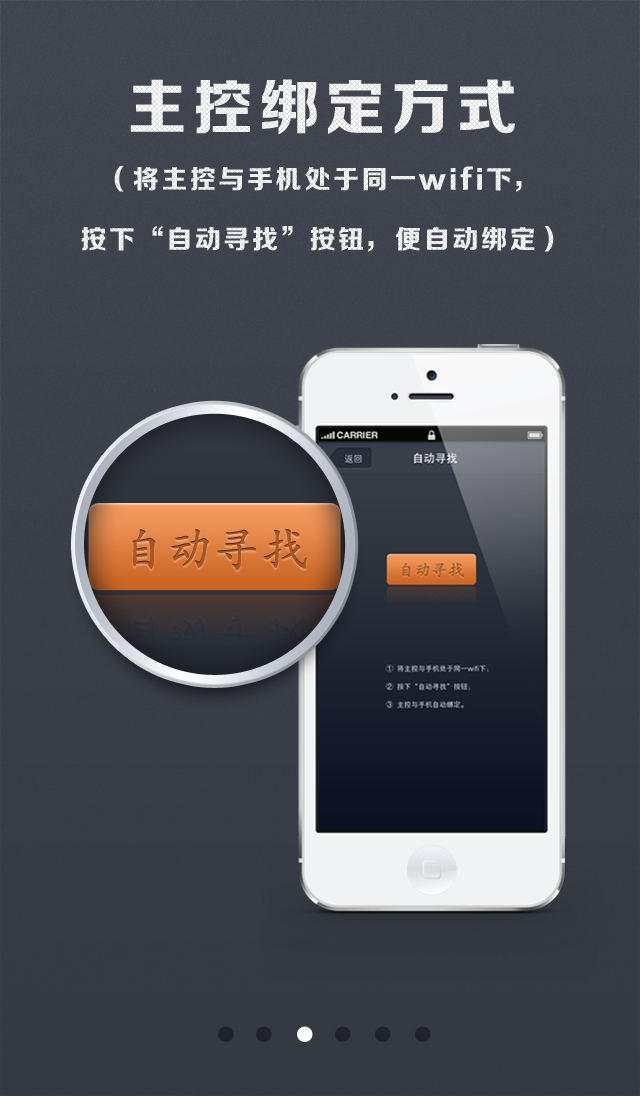 主控绑定方式
（将主控与手机处于同一wifi下，
按下“自动寻找”按钮，便自动绑定）
CARRIER
返回
自动寻找
自动寻找
自动寻找
① 将主控与手机处于同一wifi下；
② 按下“自动寻找”按钮；
③ 主控与手机自动绑定。